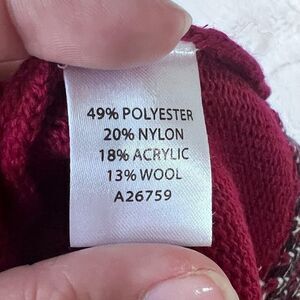 49% POLYESTER
20% NYLON
18% ACRYLIC
13% WOOL
A26759